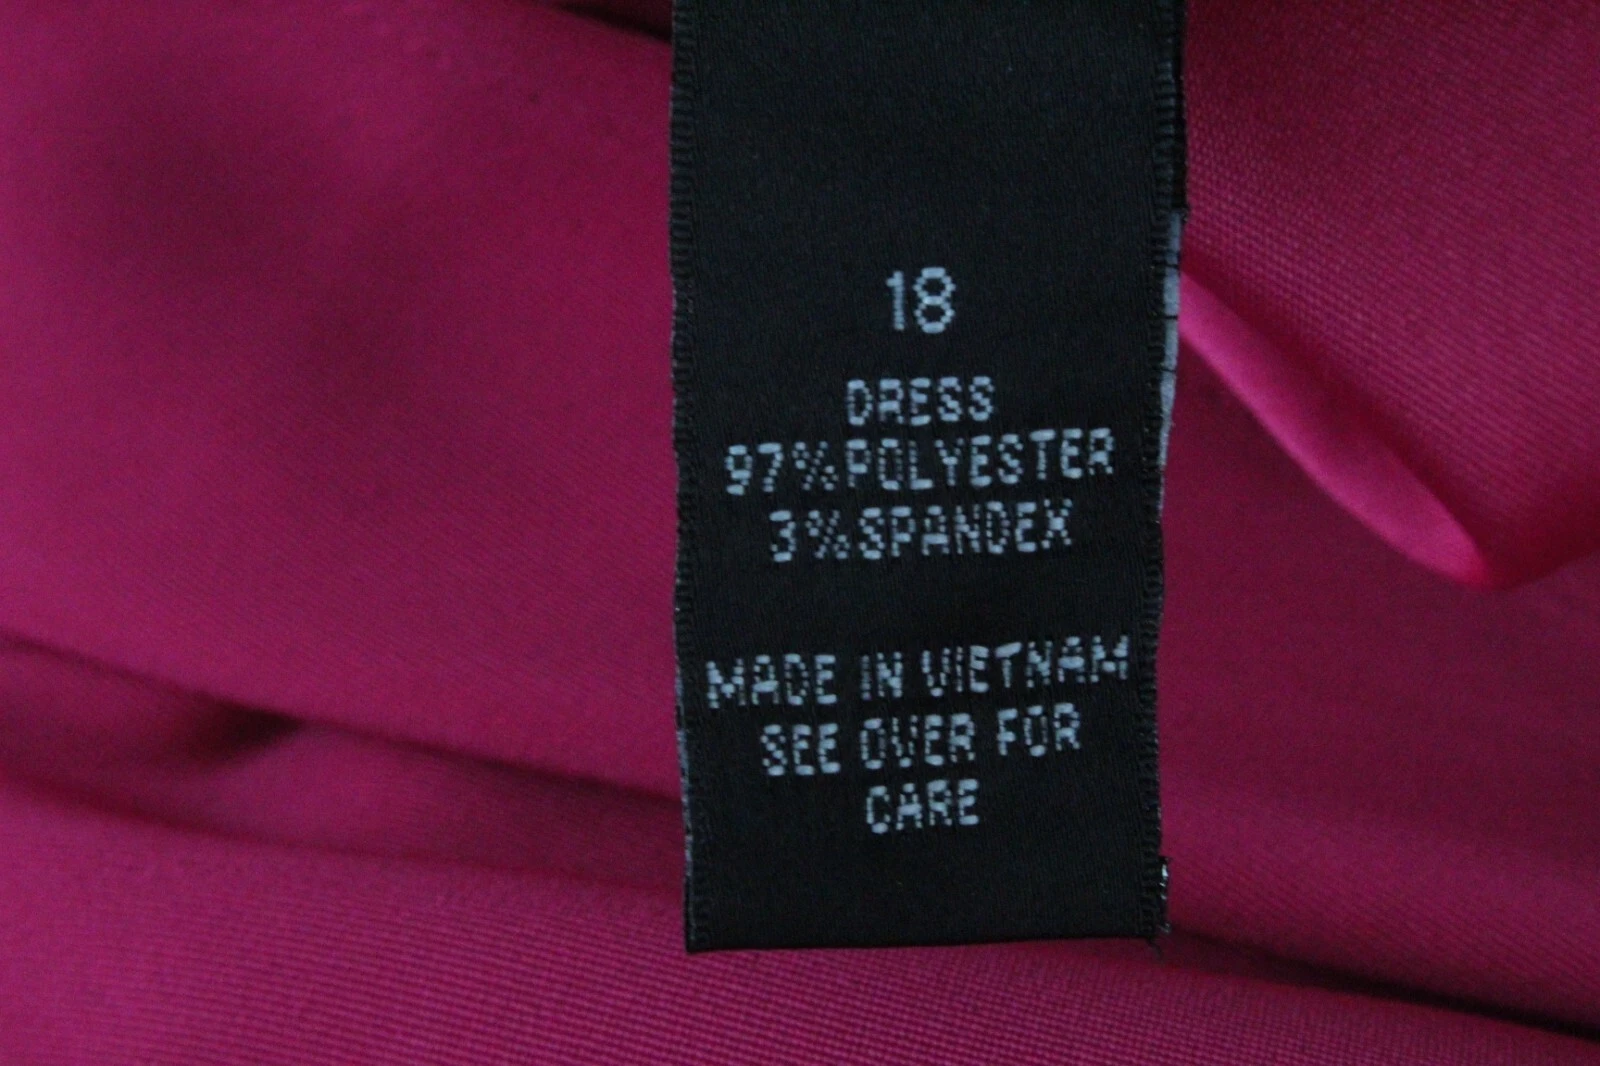 18
DRESS
97%POLYESTER
3%SPANDEX
MADE IN VIETNAM
SEE OVER FOR
CARE